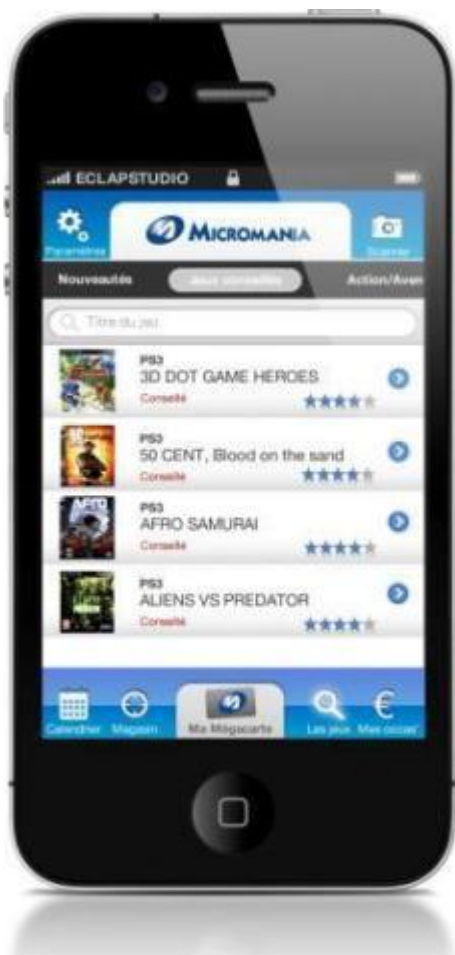 ECLAPSTUDIO
Paramètres
MICROMANIA
Scanner
Nouveautés
Jeux conseillés
Action/Aven
Titre du jeu
PS3
3D DOT GAME HEROES
Conseillé
PS3
50 CENT, Blood on the sand
Conseillé
PS3
AFRO SAMURAI
Conseillé
PS3
ALIENS VS PREDATOR
Conseillé
Calendrier
Magasin
Ma Mégacarte
Les jeux